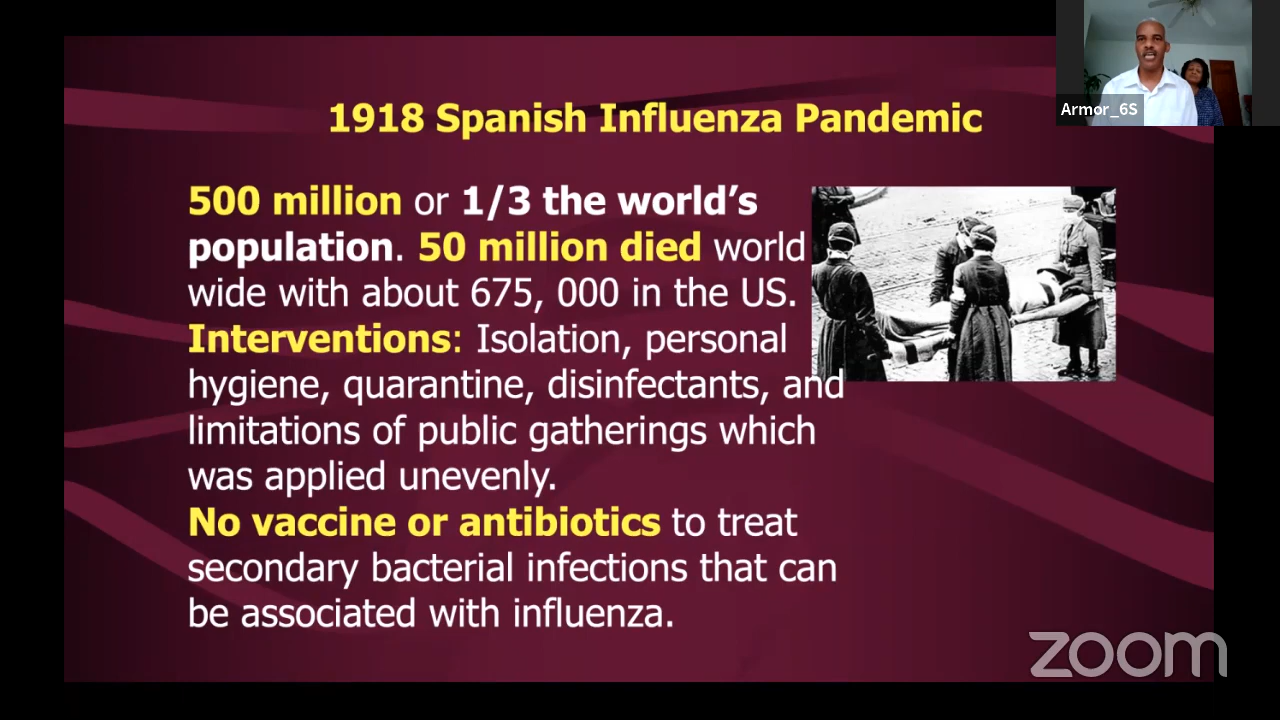 Armor_6S
1918 Spanish Influenza Pandemic
500 million or 1/3 the world’s
population. 50 million died world
wide with about 675, 000 in the US.
Interventions: Isolation, personal
hygiene, quarantine, disinfectants, and
limitations of public gatherings which
was applied unevenly.
No vaccine or antibiotics to treat
secondary bacterial infections that can
be associated with influenza.
zoom